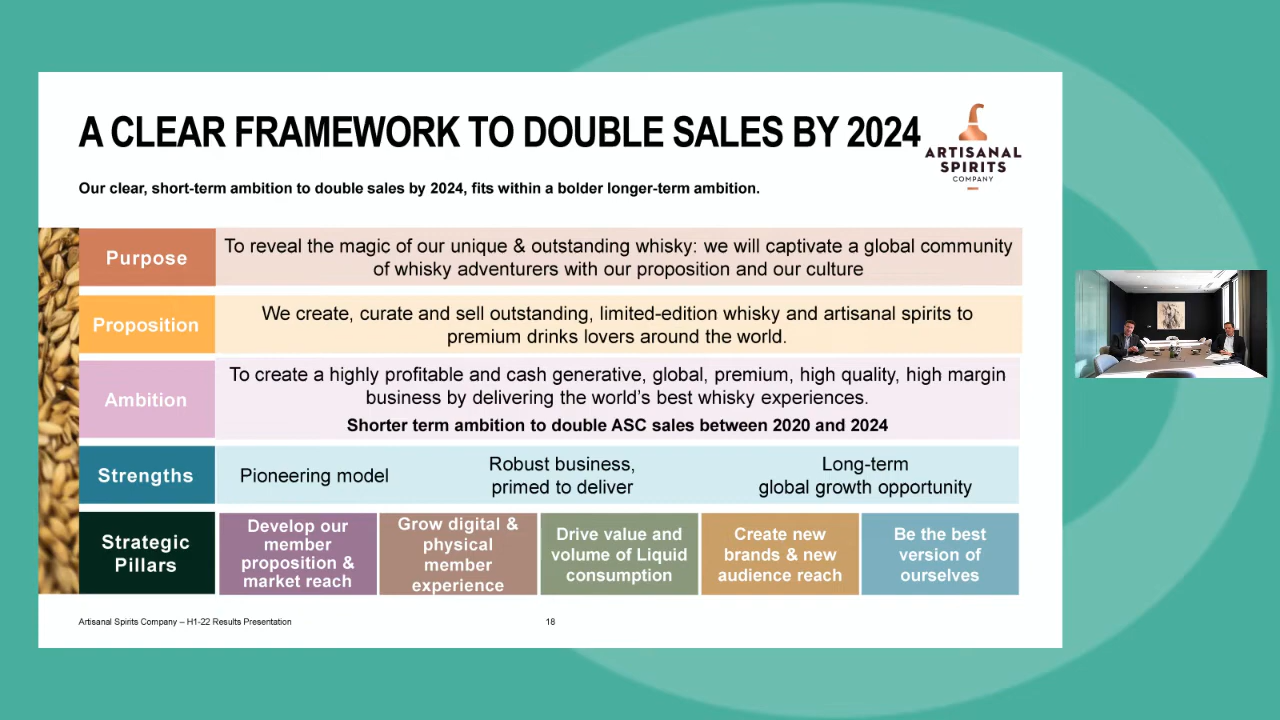 A CLEAR FRAMEWORK TO DOUBLE SALES BY 2024
ARTISANAL
SPIRITS
COMPANY
Our clear, short-term ambition to double sales by 2024, fits within a bolder longer-term ambition.
Purpose
To reveal the magic of our unique & outstanding whisky: we will captivate a global community
of whisky adventurers with our proposition and our culture
Proposition
We create, curate and sell outstanding, limited-edition whisky and artisanal spirits to
premium drinks lovers around the world.
Ambition
To create a highly profitable and cash generative, global, premium, high quality, high margin
business by delivering the world's best whisky experiences.
Shorter term ambition to double ASC sales between 2020 and 2024
Strengths
Pioneering model
Robust business,
primed to deliver
Long-term
global growth opportunity
Strategic
Pillars
Develop our
member
proposition &
market reach
Grow digital &
physical
member
experience
Drive value and
volume of Liquid
consumption
Create new
brands & new
audience reach
Be the best
version of
ourselves
Artisanal Spirits Company – H1-22 Results Presentation
18